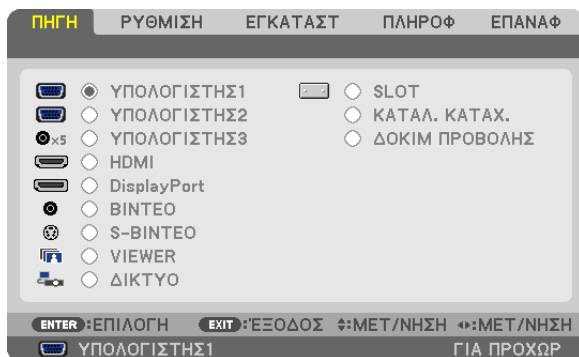 ΠΗΓΗ ΡΥΘΜΙΣΗ ΕΓΚΑΤΑΣΤ ΠΛΗΡΟΦ ΕΠΑΝΑΦ
ΥΠΟΛΟΓΙΣΤΗΣ1 SLOT
ΥΠΟΛΟΓΙΣΤΗΣ2 ΚΑΤΑΛ. ΚΑΤΑΧ.
×5 ΥΠΟΛΟΓΙΣΤΗΣ3 ΔΟΚΙΜ ΠΡΟΒΟΛΗΣ
HDMI
DisplayPort
ΒΙΝΤΕΟ
S-ΒΙΝΤΕΟ
VIEWER
ΔΙΚΤΥΟ
ENTER:ΕΠΙΛΟΓΗ EXIT:ΈΞΟΔΟΣ :ΜΕΤ/ΝΗΣΗ :ΜΕΤ/ΝΗΣΗ
ΥΠΟΛΟΓΙΣΤΗΣ1 ΓΙΑ ΠΡΟΧΩΡ